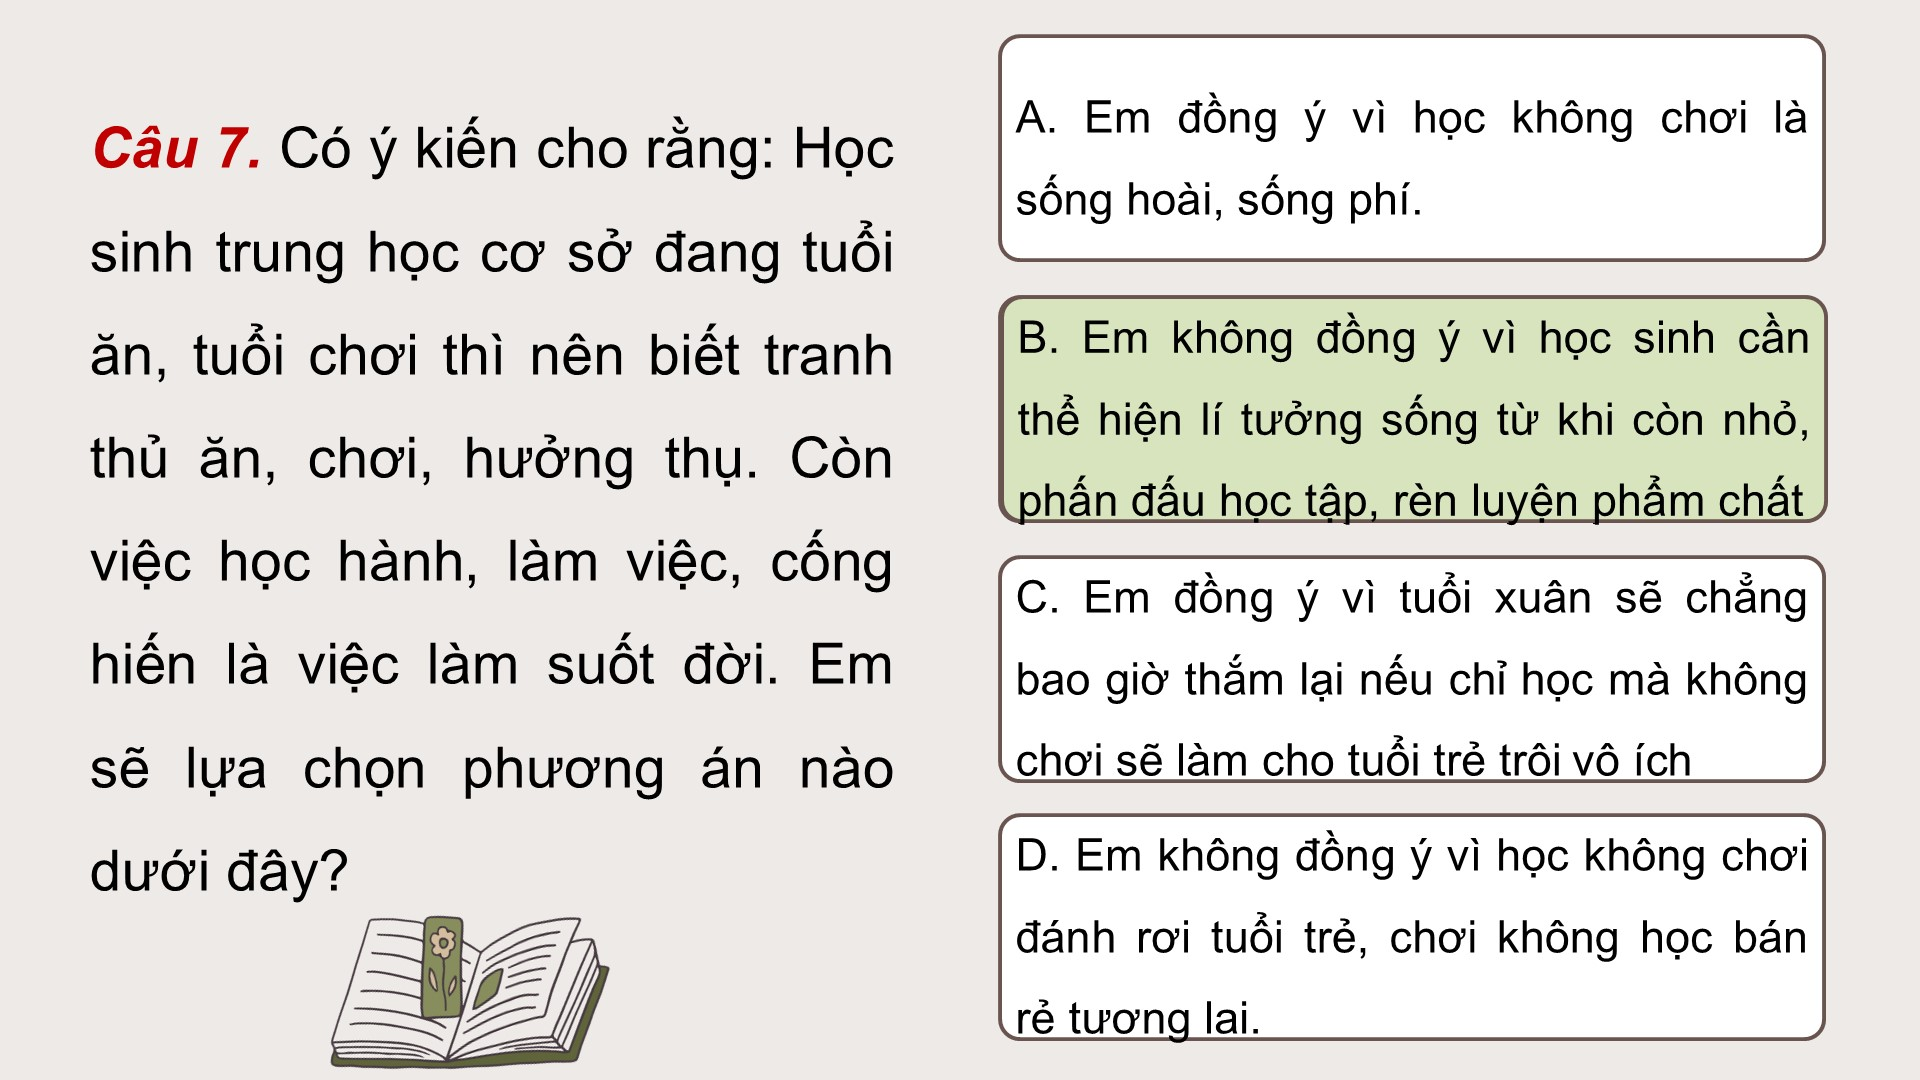 Câu 7. Có ý kiến cho rằng: Học
sinh trung học cơ sở đang tuổi
ăn, tuổi chơi thì nên biết tranh
thủ ăn, chơi, hưởng thụ. Còn
việc học hành, làm việc, cống
hiến là việc làm suốt đời. Em
sẽ lựa chọn phương án nào
dưới đây?
A. Em đồng ý vì học không chơi là
sống hoài, sống phí.
B. Em không đồng ý vì học sinh cần
thể hiện lí tưởng sống từ khi còn nhỏ,
phấn đấu học tập, rèn luyện phẩm chất
C. Em đồng ý vì tuổi xuân sẽ chẳng
bao giờ thắm lại nếu chỉ học mà không
chơi sẽ làm cho tuổi trẻ trôi vô ích
D. Em không đồng ý vì học không chơi
đánh rơi tuổi trẻ, chơi không học bán
rẻ tương lai.